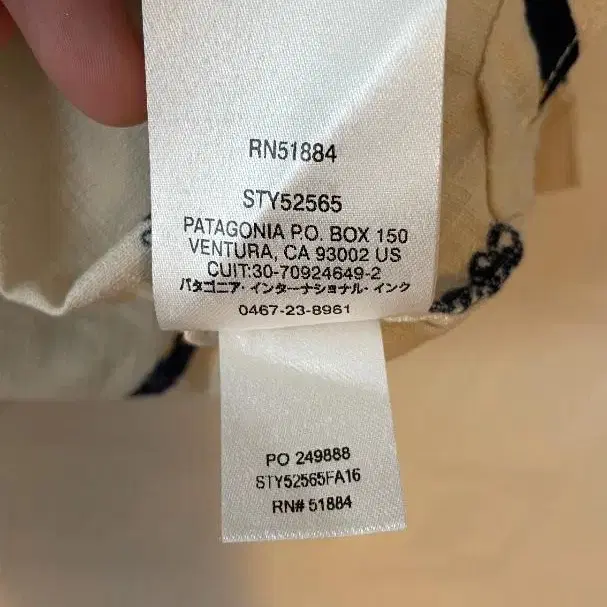 RN51884
STY52565
PATAGONIA P.O. BOX 150
VENTURA, CA 93002 US
CUIT:30-70924649-2
パタゴニア・インターナショナル・インク
0467-23-8961
PO 249888
STY52565FA16
RN# 51884